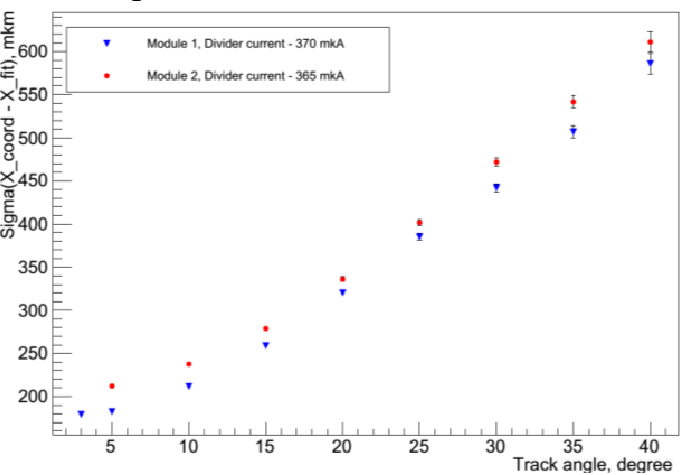 Sigma(X_coord - X_fit), mkm
Module 1, Divider current - 370 mkA
Module 2, Divider current - 365 mkA
600
550
500
450
400
350
300
250
200
5 10 15 20 25 30 35 40
Track angle, degree